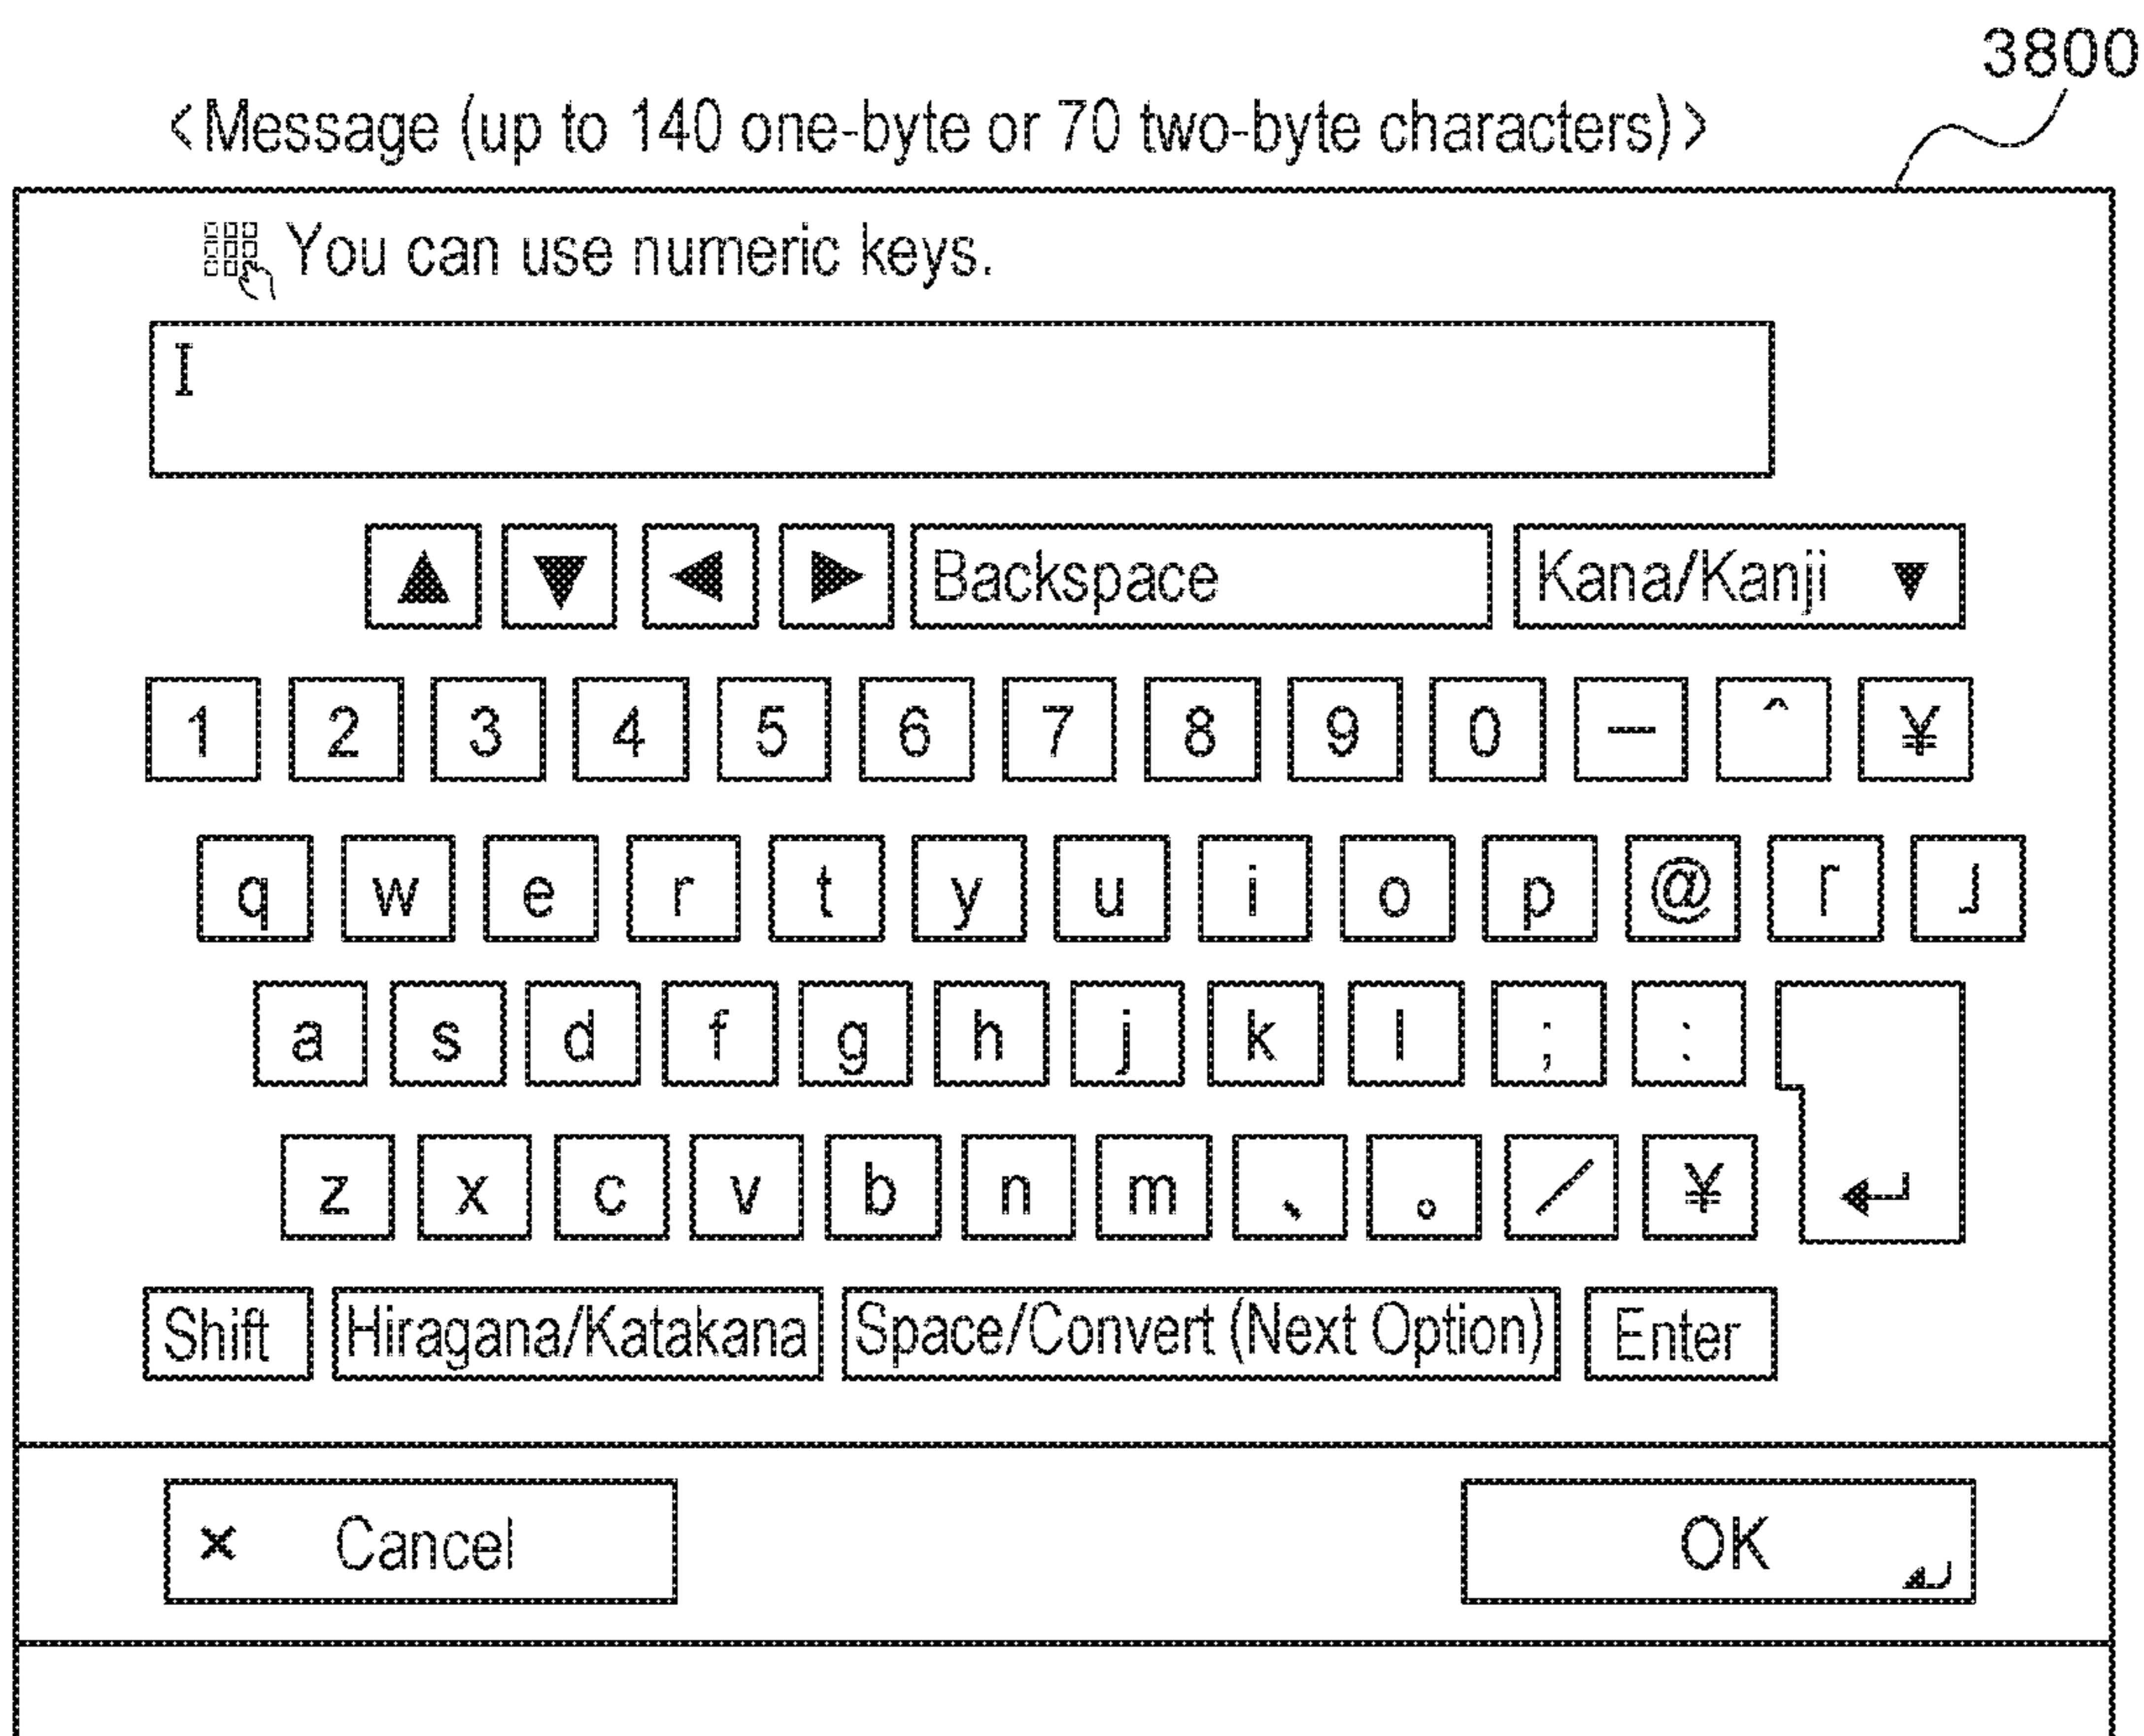 3800
<Message (up to 140 one-byte or 70 two-byte characters)>
You can use numeric keys.
▲ ▼ ◀ ▶ Backspace Kana/Kanji ▼
1 2 3 4 5 6 7 8 9 0 — ^ ¥
q w e r t y u i o p @ 「 」
a s d f g h j k l ; :
z x c v b n m 、 。 / ¥ ↵
Shift Hiragana/Katakana Space/Convert (Next Option) Enter
× Cancel OK ↵